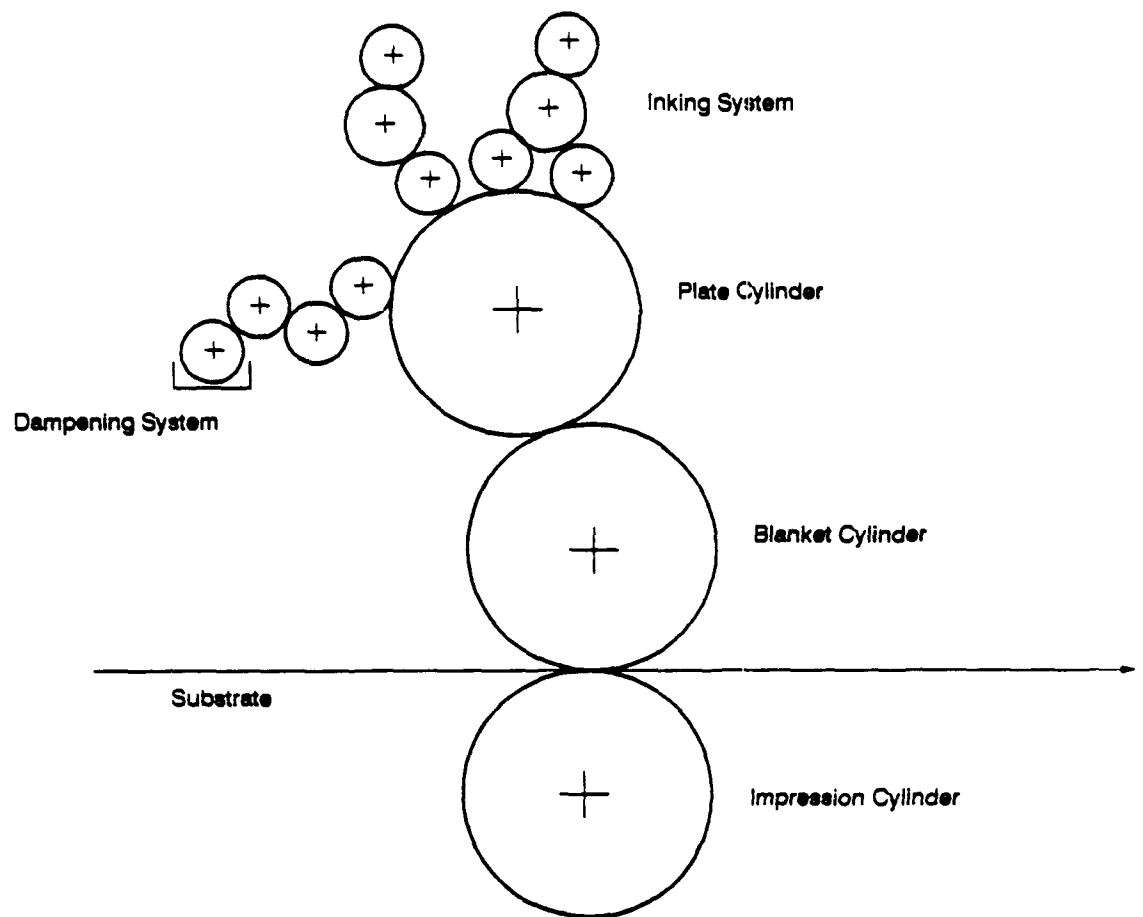 Inking System
Plate Cylinder
Dampening System
Blanket Cylinder
Substrate
Impression Cylinder